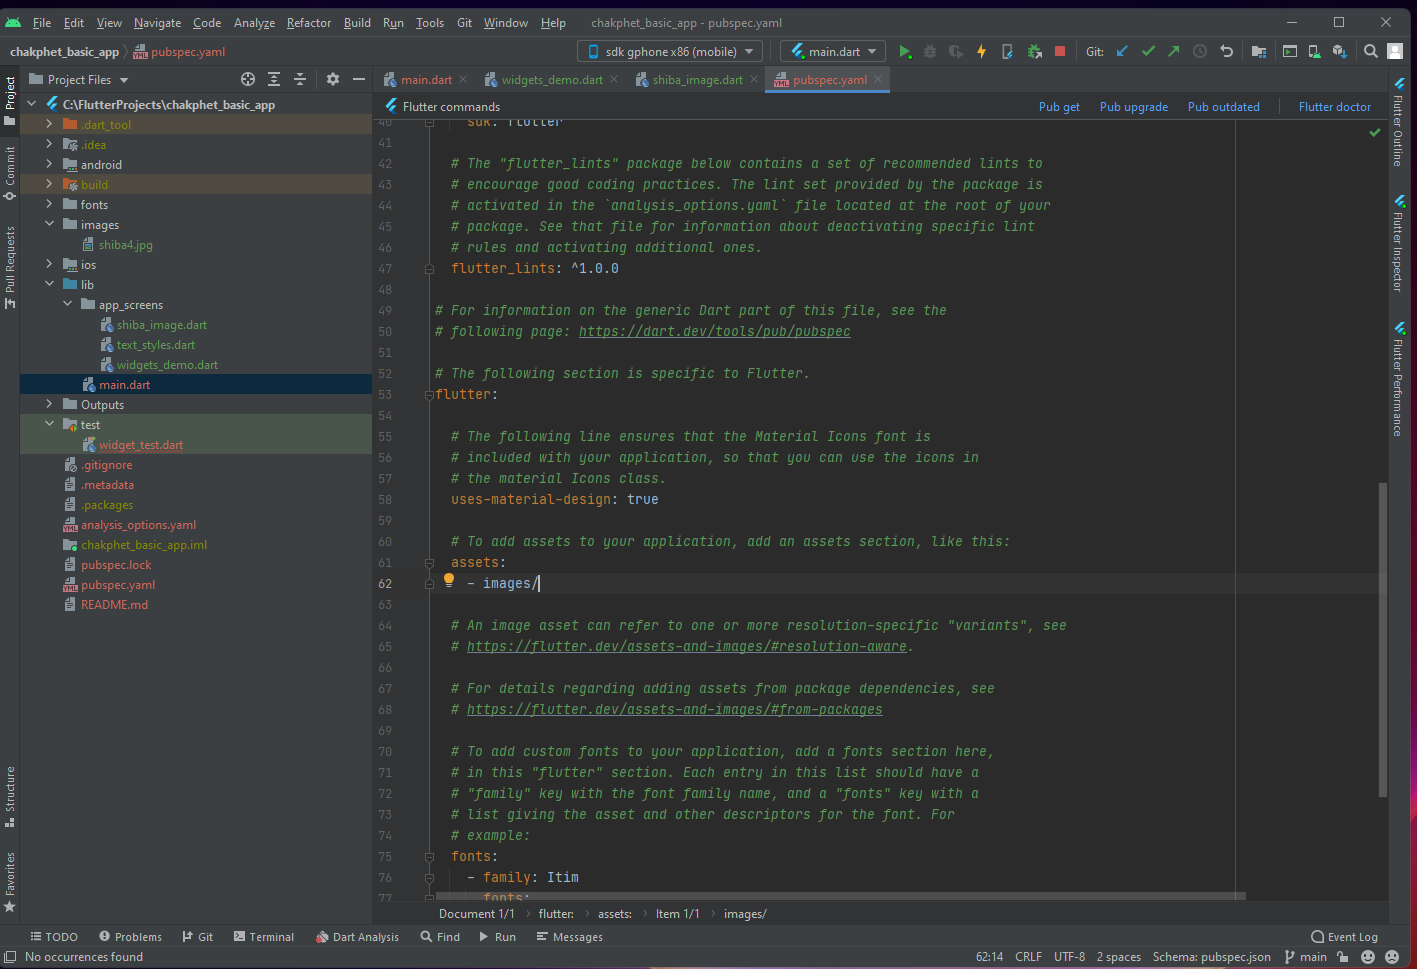 File Edit View Navigate Code Analyze Refactor Build Run Tools Git Window Help chakphet_basic_app - pubspec.yaml
chakphet_basic_app pubspec.yaml sdk gphone x86 (mobile) main.dart Git:
Project Files main.dart widgets_demo.dart shiba_image.dart pubspec.yaml
Flutter commands Pub get Pub upgrade Pub outdated Flutter doctor
Project
Commit
Pull Requests
Structure
Favorites
C:\FlutterProjects\chakphet_basic_app
.dart_tool
.idea
android
build
fonts
images
shiba4.jpg
ios
lib
app_screens
shiba_image.dart
text_styles.dart
widgets_demo.dart
main.dart
Outputs
test
widget_test.dart
.gitignore
.metadata
.packages
analysis_options.yaml
chakphet_basic_app.iml
pubspec.lock
pubspec.yaml
README.md
40 sdk: flutter
41
42 # The "flutter_lints" package below contains a set of recommended lints to
43 # encourage good coding practices. The lint set provided by the package is
44 # activated in the `analysis_options.yaml` file located at the root of your
45 # package. See that file for information about deactivating specific lint
46 # rules and activating additional ones.
47 flutter_lints: ^1.0.0
48
49 # For information on the generic Dart part of this file, see the
50 # following page: https://dart.dev/tools/pub/pubspec
51
52 # The following section is specific to Flutter.
53 flutter:
54
55 # The following line ensures that the Material Icons font is
56 # included with your application, so that you can use the icons in
57 # the material Icons class.
58 uses-material-design: true
59
60 # To add assets to your application, add an assets section, like this:
61 assets:
62 - images/
63
64 # An image asset can refer to one or more resolution-specific "variants", see
65 # https://flutter.dev/assets-and-images/#resolution-aware.
66
67 # For details regarding adding assets from package dependencies, see
68 # https://flutter.dev/assets-and-images/#from-packages
69
70 # To add custom fonts to your application, add a fonts section here,
71 # in this "flutter" section. Each entry in this list should have a
72 # "family" key with the font family name, and a "fonts" key with a
73 # list giving the asset and other descriptors for the font. For
74 # example:
75 fonts:
76 - family: Itim
77 fonts:
Flutter Outline
Flutter Inspector
Flutter Performance
Document 1/1 flutter: assets: Item 1/1 images/
TODO Problems Git Terminal Dart Analysis Find Run Messages Event Log
No occurrences found 62:14 CRLF UTF-8 2 spaces Schema: pubspec.json main